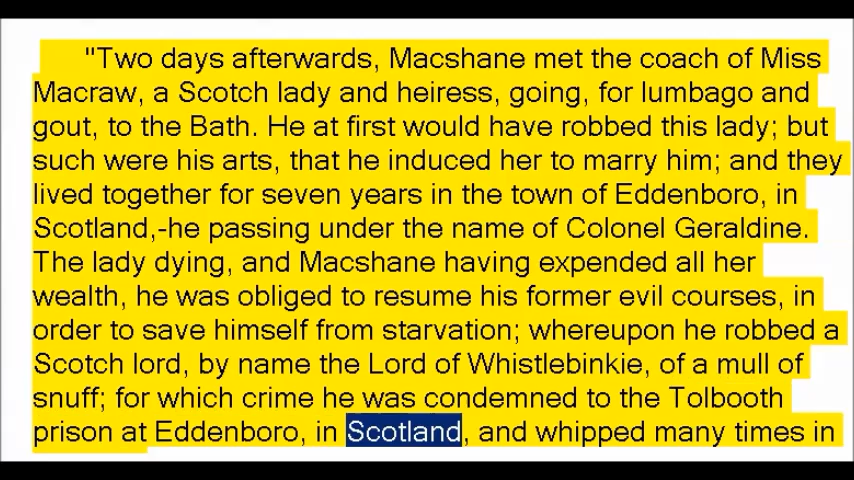 "Two days afterwards, Macshane met the coach of Miss
Macraw, a Scotch lady and heiress, going, for lumbago and
gout, to the Bath. He at first would have robbed this lady; but
such were his arts, that he induced her to marry him; and they
lived together for seven years in the town of Eddenboro, in
Scotland,-he passing under the name of Colonel Geraldine.
The lady dying, and Macshane having expended all her
wealth, he was obliged to resume his former evil courses, in
order to save himself from starvation; whereupon he robbed a
Scotch lord, by name the Lord of Whistlebinkie, of a mull of
snuff; for which crime he was condemned to the Tolbooth
prison at Eddenboro, in Scotland, and whipped many times in